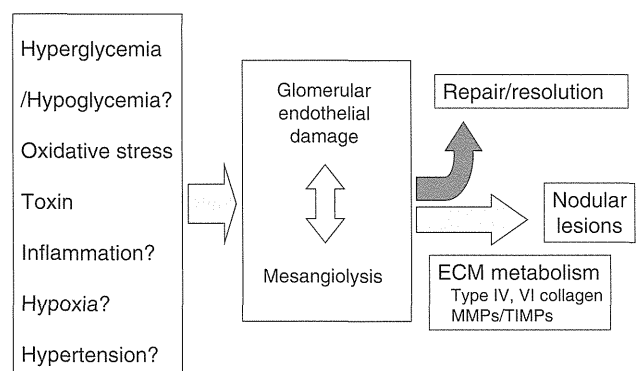 Hyperglycemia
/Hypoglycemia?
Oxidative stress
Toxin
Inflammation?
Hypoxia?
Hypertension?
Glomerular
endothelial
damage
Mesangiolysis
Repair/resolution
Nodular
lesions
ECM metabolism
Type IV, VI collagen
MMPs/TIMPs